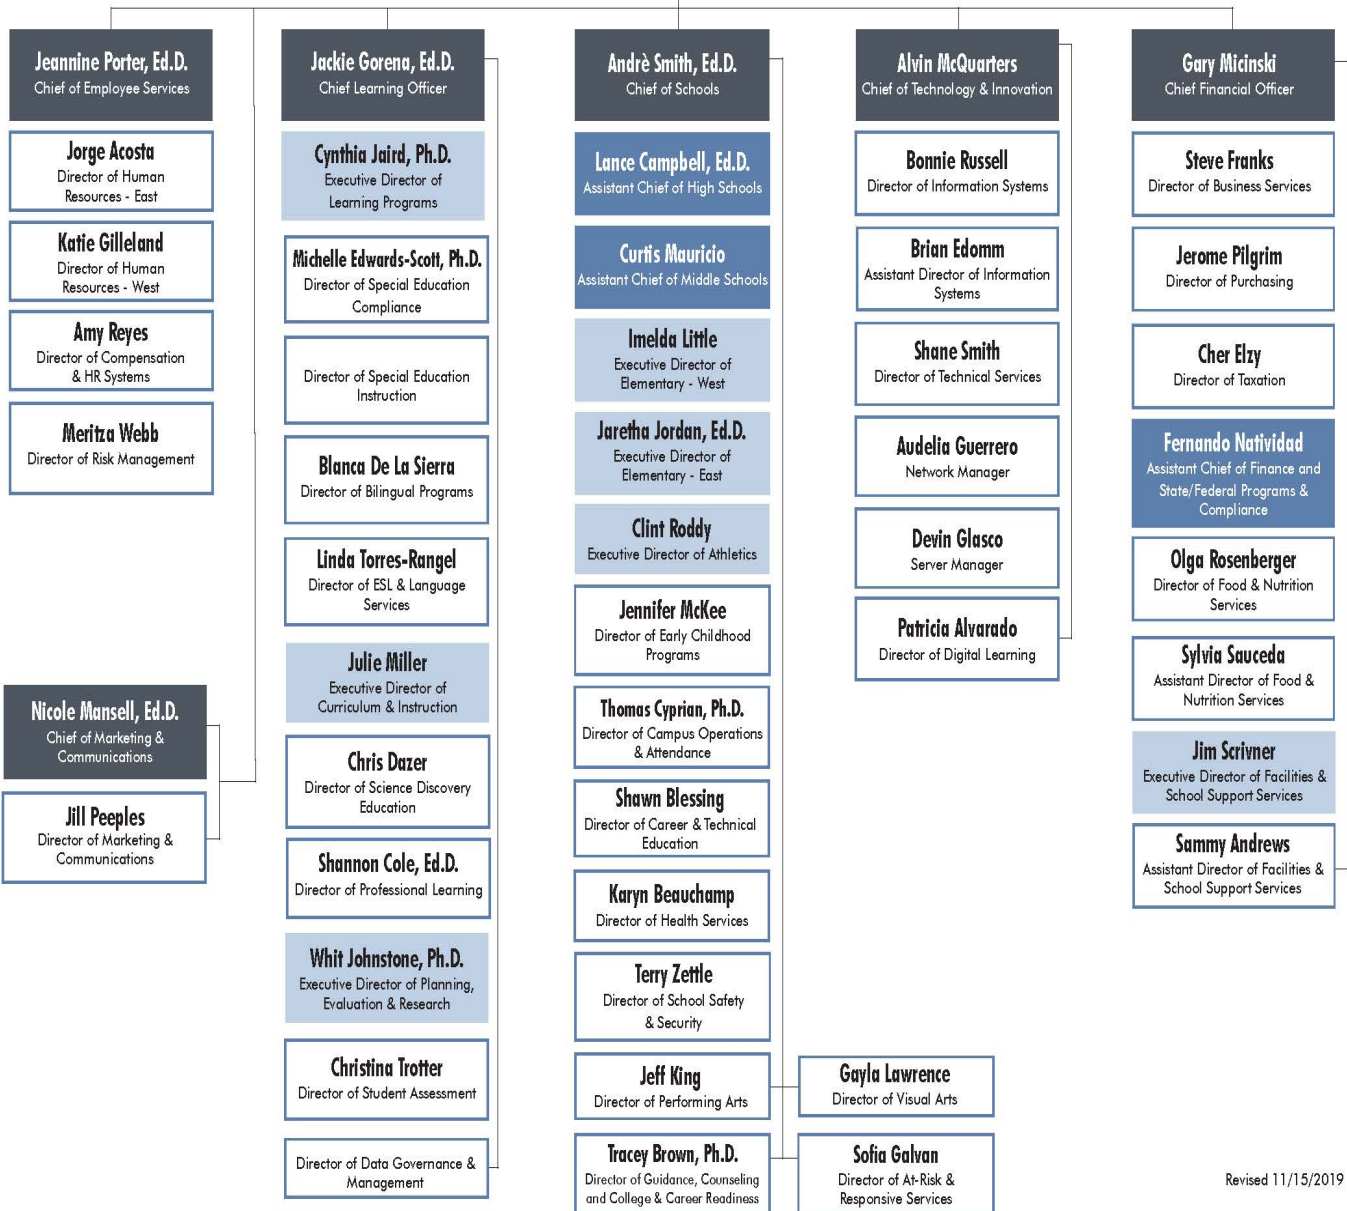 Jeannine Porter, Ed.D.
Chief of Employee Services
Jorge Acosta
Director of Human
Resources - East
Katie Gilleland
Director of Human
Resources - West
Amy Reyes
Director of Compensation
& HR Systems
Meritza Webb
Director of Risk Management
Nicole Mansell, Ed.D.
Chief of Marketing &
Communications
Jill Peeples
Director of Marketing &
Communications
Jackie Gorena, Ed.D.
Chief Learning Officer
Cynthia Jaird, Ph.D.
Executive Director of
Learning Programs
Michelle Edwards-Scott, Ph.D.
Director of Special Education
Compliance
Director of Special Education
Instruction
Blanca De La Sierra
Director of Bilingual Programs
Linda Torres-Rangel
Director of ESL & Language
Services
Julie Miller
Executive Director of
Curriculum & Instruction
Chris Dazer
Director of Science Discovery
Education
Shannon Cole, Ed.D.
Director of Professional Learning
Whit Johnstone, Ph.D.
Executive Director of Planning,
Evaluation & Research
Christina Trotter
Director of Student Assessment
Director of Data Governance &
Management
Andrè Smith, Ed.D.
Chief of Schools
Lance Campbell, Ed.D.
Assistant Chief of High Schools
Curtis Mauricio
Assistant Chief of Middle Schools
Imelda Little
Executive Director of
Elementary - West
Jaretha Jordan, Ed.D.
Executive Director of
Elementary - East
Clint Roddy
Executive Director of Athletics
Jennifer McKee
Director of Early Childhood
Programs
Thomas Cyprian, Ph.D.
Director of Campus Operations
& Attendance
Shawn Blessing
Director of Career & Technical
Education
Karyn Beauchamp
Director of Health Services
Terry Zettle
Director of School Safety
& Security
Jeff King
Director of Performing Arts
Gayla Lawrence
Director of Visual Arts
Tracey Brown, Ph.D.
Director of Guidance, Counseling
and College & Career Readiness
Sofia Galvan
Director of At-Risk &
Responsive Services
Alvin McQuarters
Chief of Technology & Innovation
Bonnie Russell
Director of Information Systems
Brian Edomm
Assistant Director of Information
Systems
Shane Smith
Director of Technical Services
Audelia Guerrero
Network Manager
Devin Glasco
Server Manager
Patricia Alvarado
Director of Digital Learning
Gary Micinski
Chief Financial Officer
Steve Franks
Director of Business Services
Jerome Pilgrim
Director of Purchasing
Cher Elzy
Director of Taxation
Fernando Natividad
Assistant Chief of Finance and
State/Federal Programs &
Compliance
Olga Rosenberger
Director of Food & Nutrition
Services
Sylvia Sauceda
Assistant Director of Food &
Nutrition Services
Jim Scrivner
Executive Director of Facilities &
School Support Services
Sammy Andrews
Assistant Director of Facilities &
School Support Services
Revised 11/15/2019